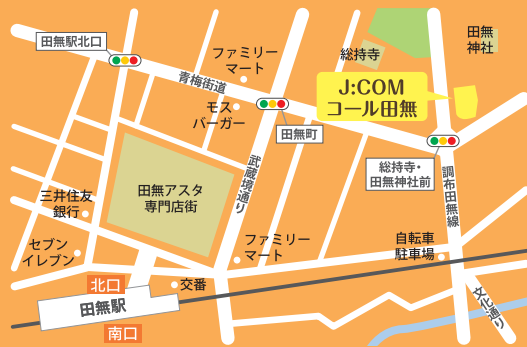 田無駅北口
ファミリー
マート
総持寺
田無
神社
青梅街道
J:COM
コール田無
モス
バーガー
田無町
総持寺・
田無神社前
武蔵境通り
調布田無線
田無アスタ
専門店街
三井住友
銀行
セブン
イレブン
ファミリー
マート
自転車
駐車場
北口
交番
田無駅
南口
文化通り